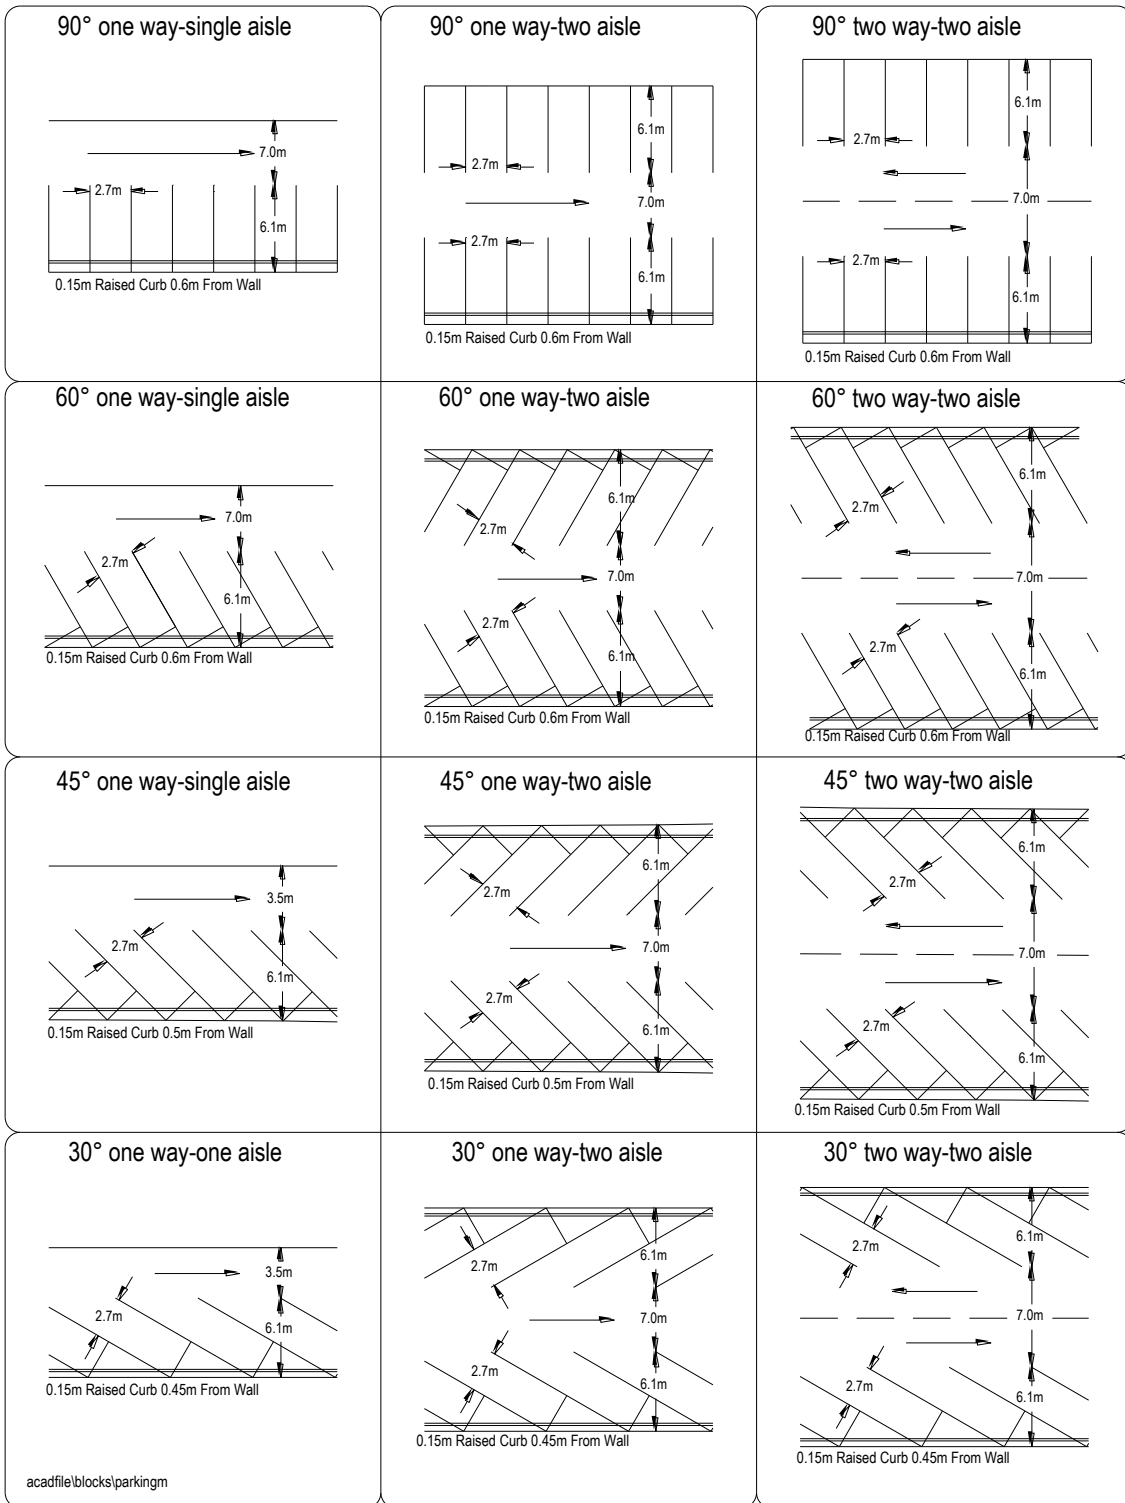 90° one way-single aisle
7.0m
2.7m
6.1m
0.15m Raised Curb 0.6m From Wall
90° one way-two aisle
6.1m
2.7m
7.0m
2.7m
6.1m
0.15m Raised Curb 0.6m From Wall
90° two way-two aisle
6.1m
2.7m
7.0m
2.7m
6.1m
0.15m Raised Curb 0.6m From Wall
60° one way-single aisle
7.0m
2.7m
6.1m
0.15m Raised Curb 0.6m From Wall
60° one way-two aisle
6.1m
2.7m
7.0m
2.7m
6.1m
0.15m Raised Curb 0.6m From Wall
60° two way-two aisle
6.1m
2.7m
7.0m
2.7m
6.1m
0.15m Raised Curb 0.6m From Wall
45° one way-single aisle
3.5m
2.7m
6.1m
0.15m Raised Curb 0.5m From Wall
45° one way-two aisle
6.1m
2.7m
7.0m
2.7m
6.1m
0.15m Raised Curb 0.5m From Wall
45° two way-two aisle
6.1m
2.7m
7.0m
2.7m
6.1m
0.15m Raised Curb 0.5m From Wall
30° one way-one aisle
3.5m
2.7m
6.1m
0.15m Raised Curb 0.45m From Wall
acadfile\blocks\parkingm
30° one way-two aisle
6.1m
2.7m
7.0m
2.7m
6.1m
0.15m Raised Curb 0.45m From Wall
30° two way-two aisle
6.1m
2.7m
7.0m
2.7m
6.1m
0.15m Raised Curb 0.45m From Wall